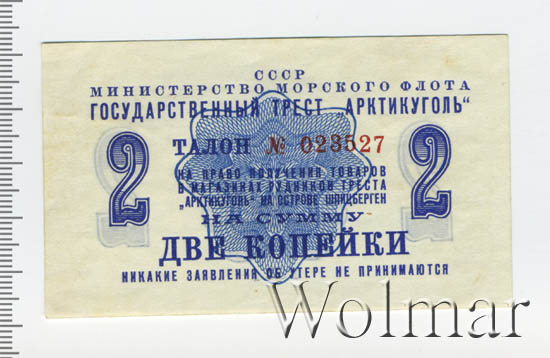 СССР
МИНИСТЕРСТВО МОРСКОГО ФЛОТА
ГОСУДАРСТВЕННЫЙ ТРЕСТ „АРКТИКУГОЛЬ“
ТАЛОН № 023527
НА ПРАВО ПОЛУЧЕНИЯ ТОВАРОВ
В МАГАЗИНАХ РУДНИКОВ ТРЕСТА
„АРКТИКУГОЛЬ“ НА ОСТРОВЕ ШПИЦБЕРГЕН
НА СУММУ
2 2
ДВЕ КОПЕЙКИ
НИКАКИЕ ЗАЯВЛЕНИЯ ОБ УТЕРЕ НЕ ПРИНИМАЮТСЯ
Wolmar